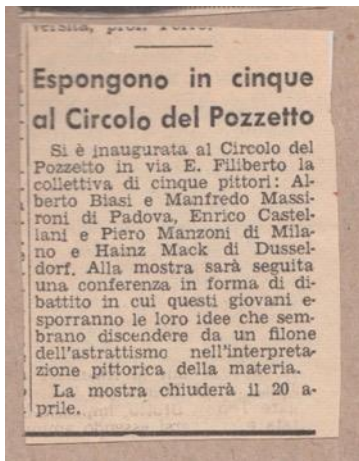 Espongono in cinque
al Circolo del Pozzetto
Si è inaugurata al Circolo del
Pozzetto in via E. Filiberto la
collettiva di cinque pittori: Al-
berto Biasi e Manfredo Massi-
roni di Padova, Enrico Castel-
lani e Piero Manzoni di Mila-
no e Hainz Mack di Dussel-
dorf. Alla mostra sarà seguita
una conferenza in forma di di-
battito in cui questi giovani e-
sporranno le loro idee che sem-
brano discendere da un filone
dell'astrattismo nell'interpreta-
zione pittorica della materia.
La mostra chiuderà il 20 a-
prile.